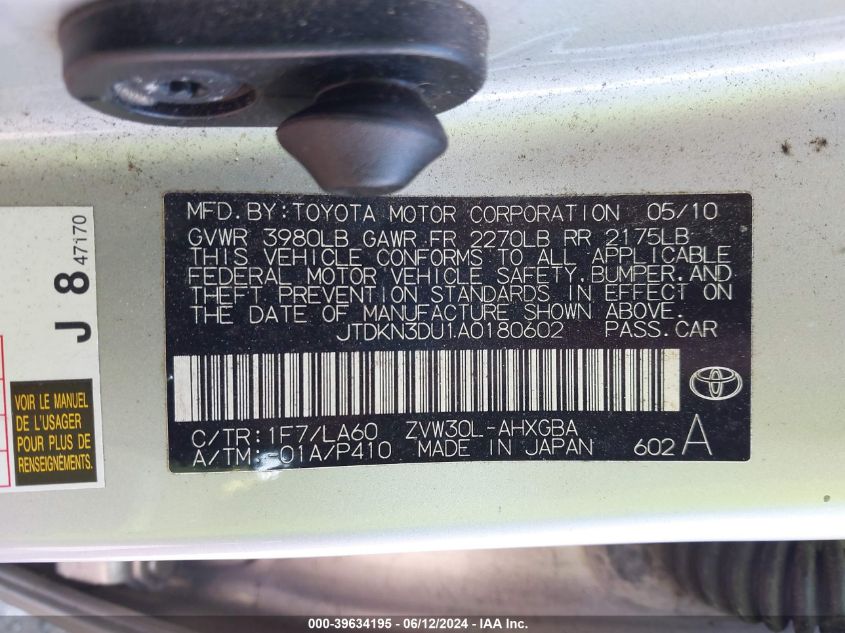 MFD. BY: TOYOTA MOTOR CORPORATION 05/10
GVWR 3980LB GAWR FR 2270LB RR 2175LB
THIS VEHICLE CONFORMS TO ALL APPLICABLE
FEDERAL MOTOR VEHICLE SAFETY, BUMPER, AND
THEFT PREVENTION STANDARDS IN EFFECT ON
THE DATE OF MANUFACTURE SHOWN ABOVE.
JTDKN3DU1A0180602 PASS. CAR
C/TR: 1F7/LA60 ZVW30L-AHXGBA
A/TM: -01A/P410 MADE IN JAPAN 602 A
J 8 47170
VOIR LE MANUEL
DE L'USAGER
POUR PLUS DE
RENSEIGNEMENTS.
000-39634195 - 06/12/2024 - IAA, Inc.